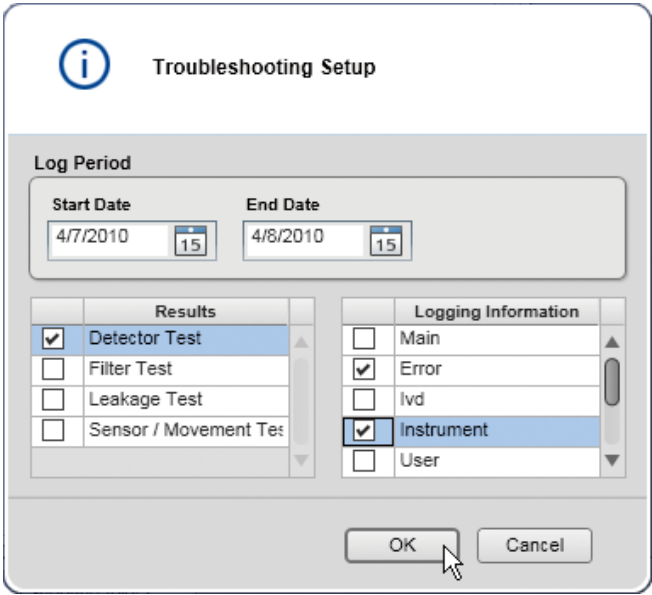 Troubleshooting Setup
Log Period
Start Date End Date
4/7/2010 15 4/8/2010 15
Results
Detector Test
Filter Test
Leakage Test
Sensor / Movement Tes
Logging Information
Main
Error
Ivd
Instrument
User
OK Cancel